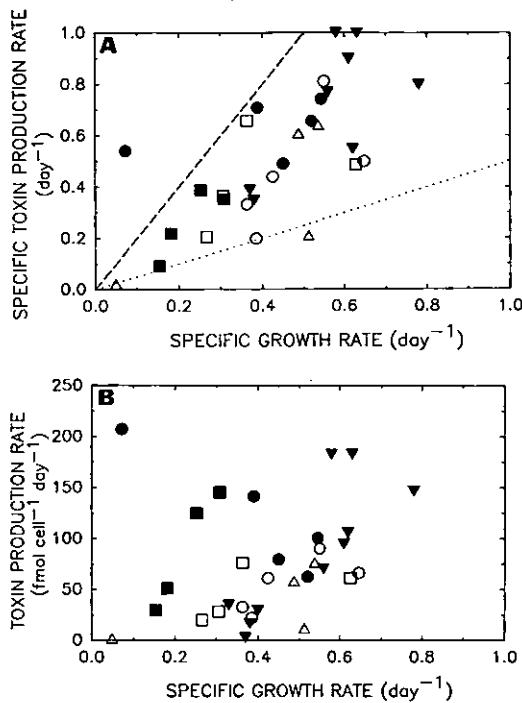 A
SPECIFIC TOXIN PRODUCTION RATE
(day⁻¹)
1.0
0.8
0.6
0.4
0.2
0.0
0.0 0.2 0.4 0.6 0.8 1.0
SPECIFIC GROWTH RATE (day⁻¹)
B
TOXIN PRODUCTION RATE
(fmol cell⁻¹ day⁻¹)
250
200
150
100
50
0
0.0 0.2 0.4 0.6 0.8 1.0
SPECIFIC GROWTH RATE (day⁻¹)